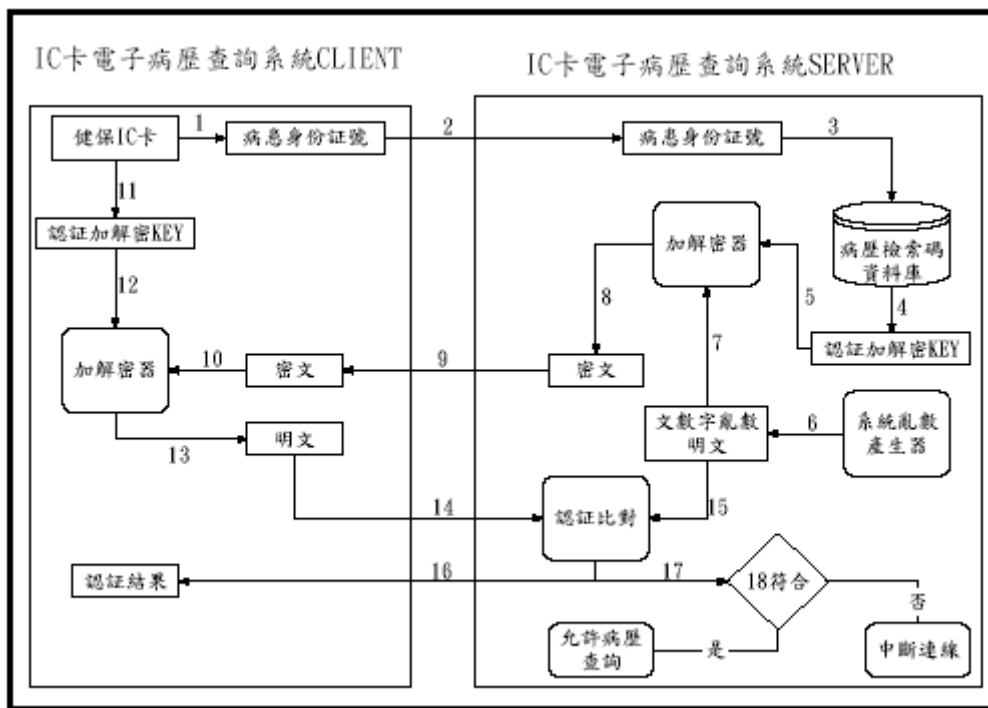 IC卡電子病歷查詢系統CLIENT
IC卡電子病歷查詢系統SERVER
健保IC卡
1
病患身份証號
2
病患身份証號
3
11
認証加解密KEY
加解密器
病歷檢索碼
資料庫
12
8
5
4
7
認証加解密KEY
加解密器
10
密文
9
密文
文數字亂數
明文
6
系統亂數
產生器
13
明文
14
認証比對
15
認証結果
16
17
18符合
否
允許病歷
查詢
是
中斷連線